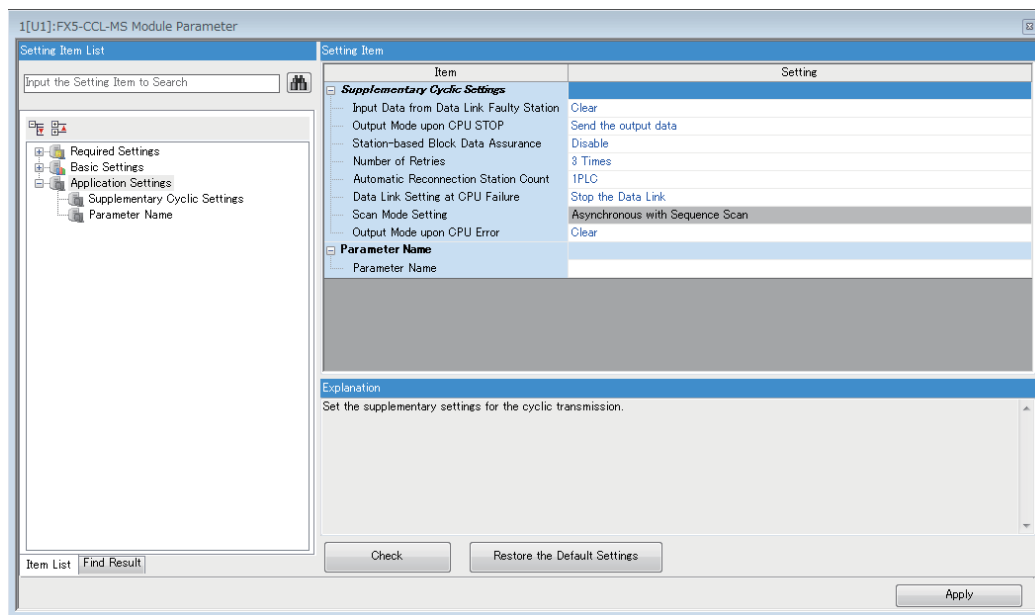 1[U1]:FX5-CCL-MS Module Parameter
Setting Item List
Input the Setting Item to Search
Required Settings
Basic Settings
Application Settings
Supplementary Cyclic Settings
Parameter Name
Item List
Find Result
Setting Item
Item Setting
Supplementary Cyclic Settings
Input Data from Data Link Faulty Station Clear
Output Mode upon CPU STOP Send the output data
Station-based Block Data Assurance Disable
Number of Retries 3 Times
Automatic Reconnection Station Count 1PLC
Data Link Setting at CPU Failure Stop the Data Link
Scan Mode Setting Asynchronous with Sequence Scan
Output Mode upon CPU Error Clear
Parameter Name
Parameter Name
Explanation
Set the supplementary settings for the cyclic transmission.
Check
Restore the Default Settings
Apply